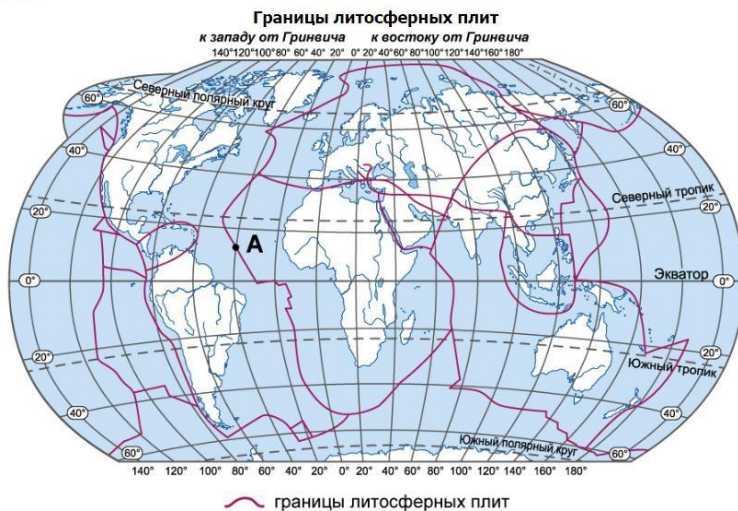 Границы литосферных плит
к западу от Гринвича к востоку от Гринвича
140° 120° 100° 80° 60° 40° 20° 0° 20° 40° 60° 80° 100° 120° 140° 160° 180°
Северный полярный круг
60° 60°
40° 40°
Северный тропик
20° 20°
А
Экватор
0° 0°
20° 20°
Южный тропик
40° 40°
Южный полярный круг
60° 60°
140° 120° 100° 80° 60° 40° 20° 0° 20° 40° 60° 80° 100° 120° 140° 160° 180°
границы литосферных плит